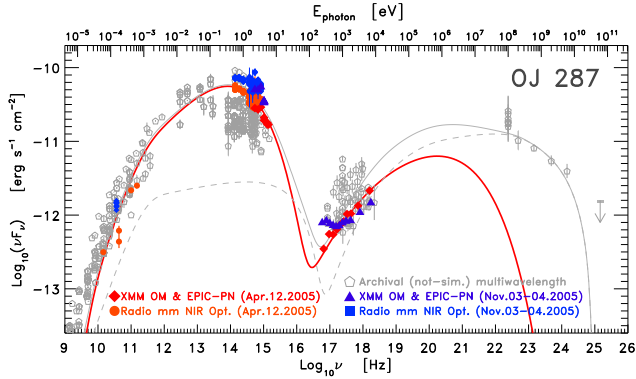 E_photon [eV]
10^-5 10^-4 10^-3 10^-2 10^-1 10^0 10^1 10^2 10^3 10^4 10^5 10^6 10^7 10^8 10^9 10^10 10^11
OJ 287
Log_10(νF_ν) [erg s^-1 cm^-2]
-10
-11
-12
-13
Archival (not-sim.) multiwavelength
XMM OM & EPIC-PN (Apr.12.2005) XMM OM & EPIC-PN (Nov.03-04.2005)
Radio mm NIR Opt. (Apr.12.2005) Radio mm NIR Opt. (Nov.03-04.2005)
9 10 11 12 13 14 15 16 17 18 19 20 21 22 23 24 25 26
Log_10 ν [Hz]